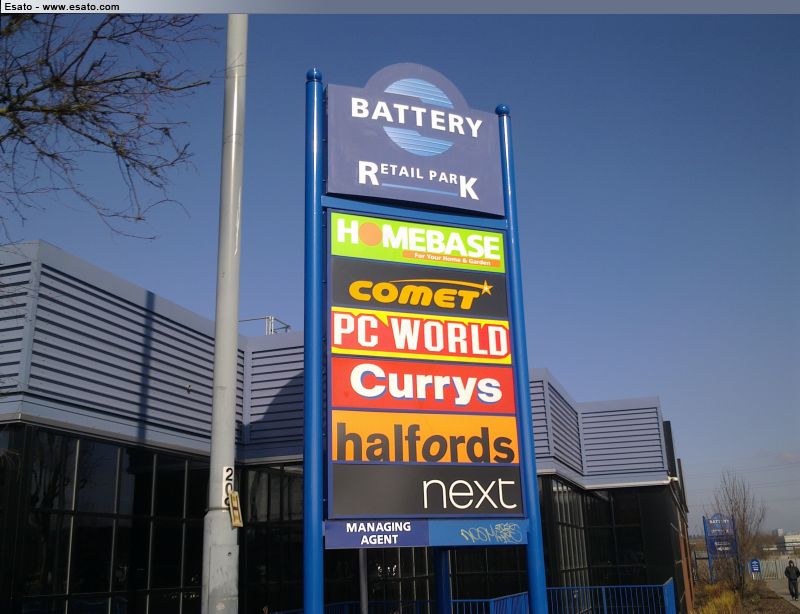 Esato - www.esato.com
BATTERY
RETAIL PARK
HOMEBASE
For Your Home & Garden
COMET
PC WORLD
Currys
halfords
next
MANAGING
AGENT
BATTERY